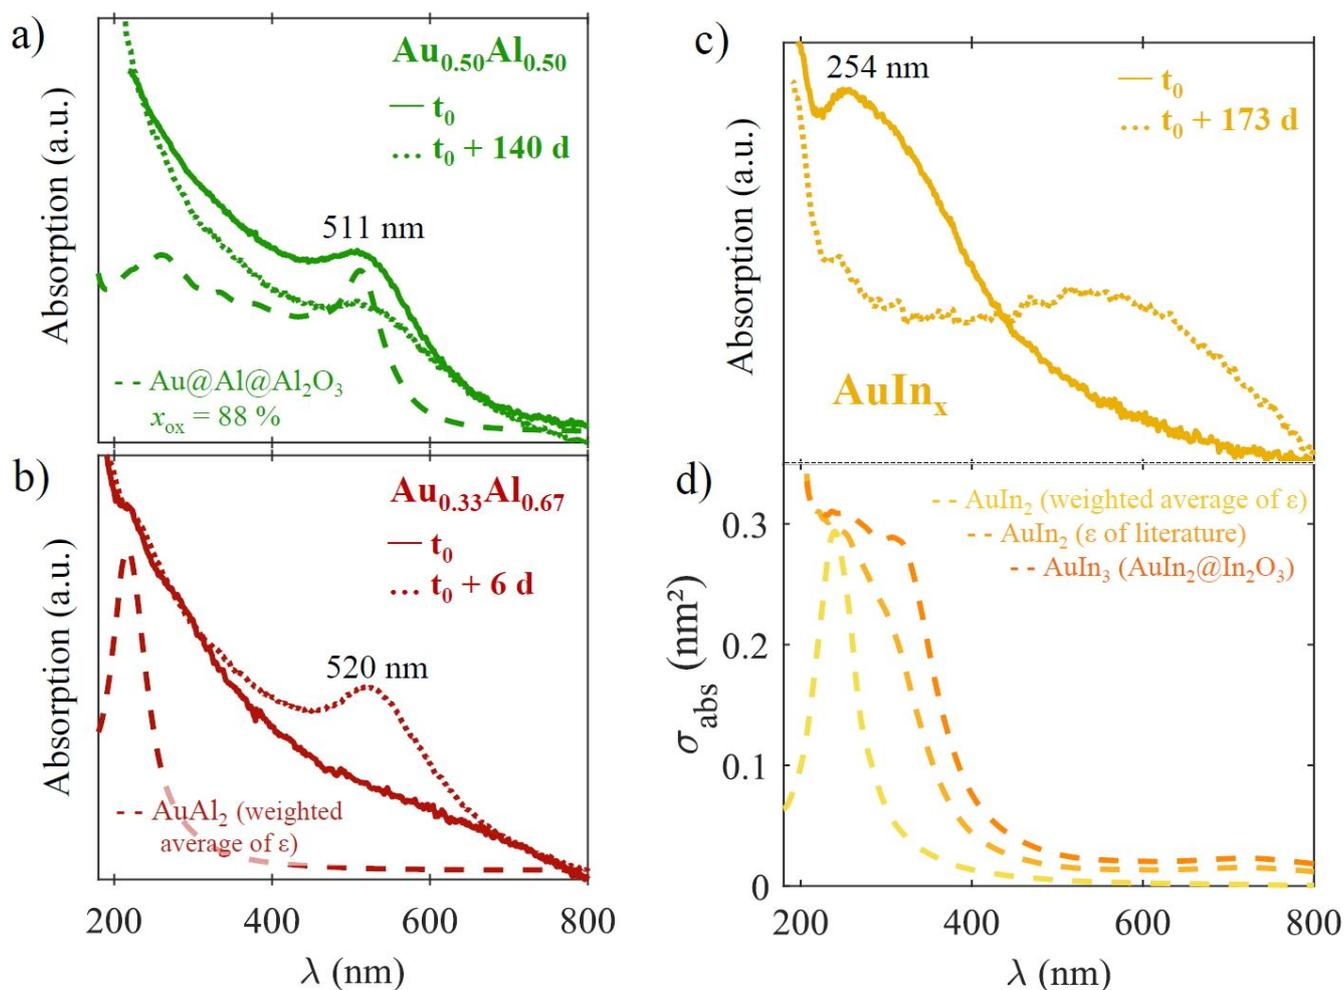 a)
Au0.50Al0.50
— t0
... t0 + 140 d
511 nm
-- Au@Al@Al2O3
xox = 88 %
Absorption (a.u.)
b)
Au0.33Al0.67
— t0
... t0 + 6 d
520 nm
-- AuAl2 (weighted
average of ε)
Absorption (a.u.)
200 400 600 800
λ (nm)
c)
254 nm
— t0
... t0 + 173 d
AuInx
Absorption (a.u.)
d)
-- AuIn2 (weighted average of ε)
-- AuIn2 (ε of literature)
-- AuIn3 (AuIn2@In2O3)
0.3
0.2
0.1
0
σabs (nm²)
200 400 600 800
λ (nm)